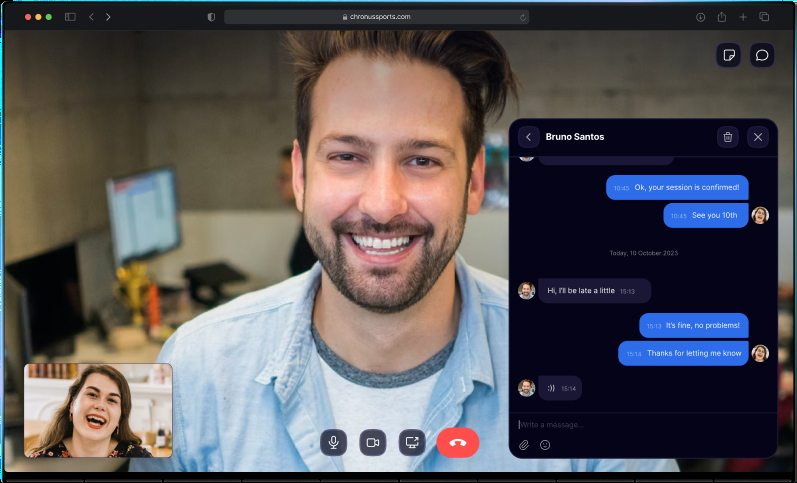 chronussports.com
Bruno Santos
10:45 Ok, your session is confirmed!
10:45 See you 10th
Today, 10 October 2023
Hi, I'll be late a little 15:13
15:13 It's fine, no problems!
15:14 Thanks for letting me know
:)) 15:14
Write a message...